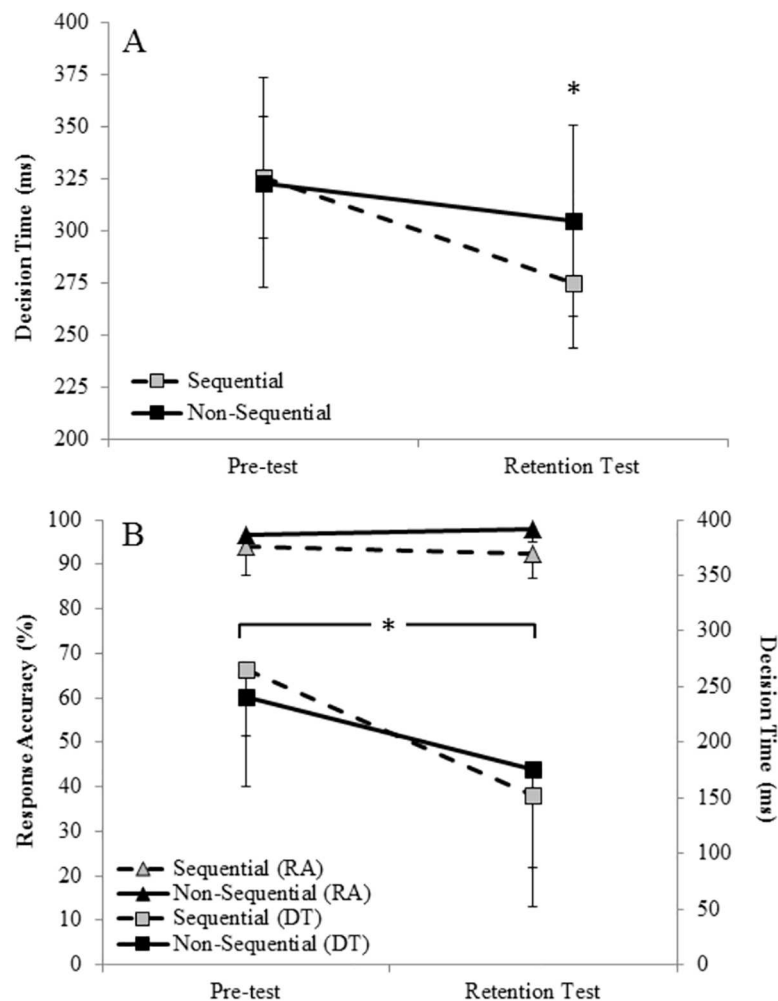 A
400
375
350
325
300
275
250
225
200
Decision Time (ms)
*
Sequential
Non-Sequential
Pre-test
Retention Test
B
100
90
80
70
60
50
40
30
20
10
0
Response Accuracy (%)
*
400
350
300
250
200
150
100
50
0
Decision Time (ms)
Sequential (RA)
Non-Sequential (RA)
Sequential (DT)
Non-Sequential (DT)
Pre-test
Retention Test